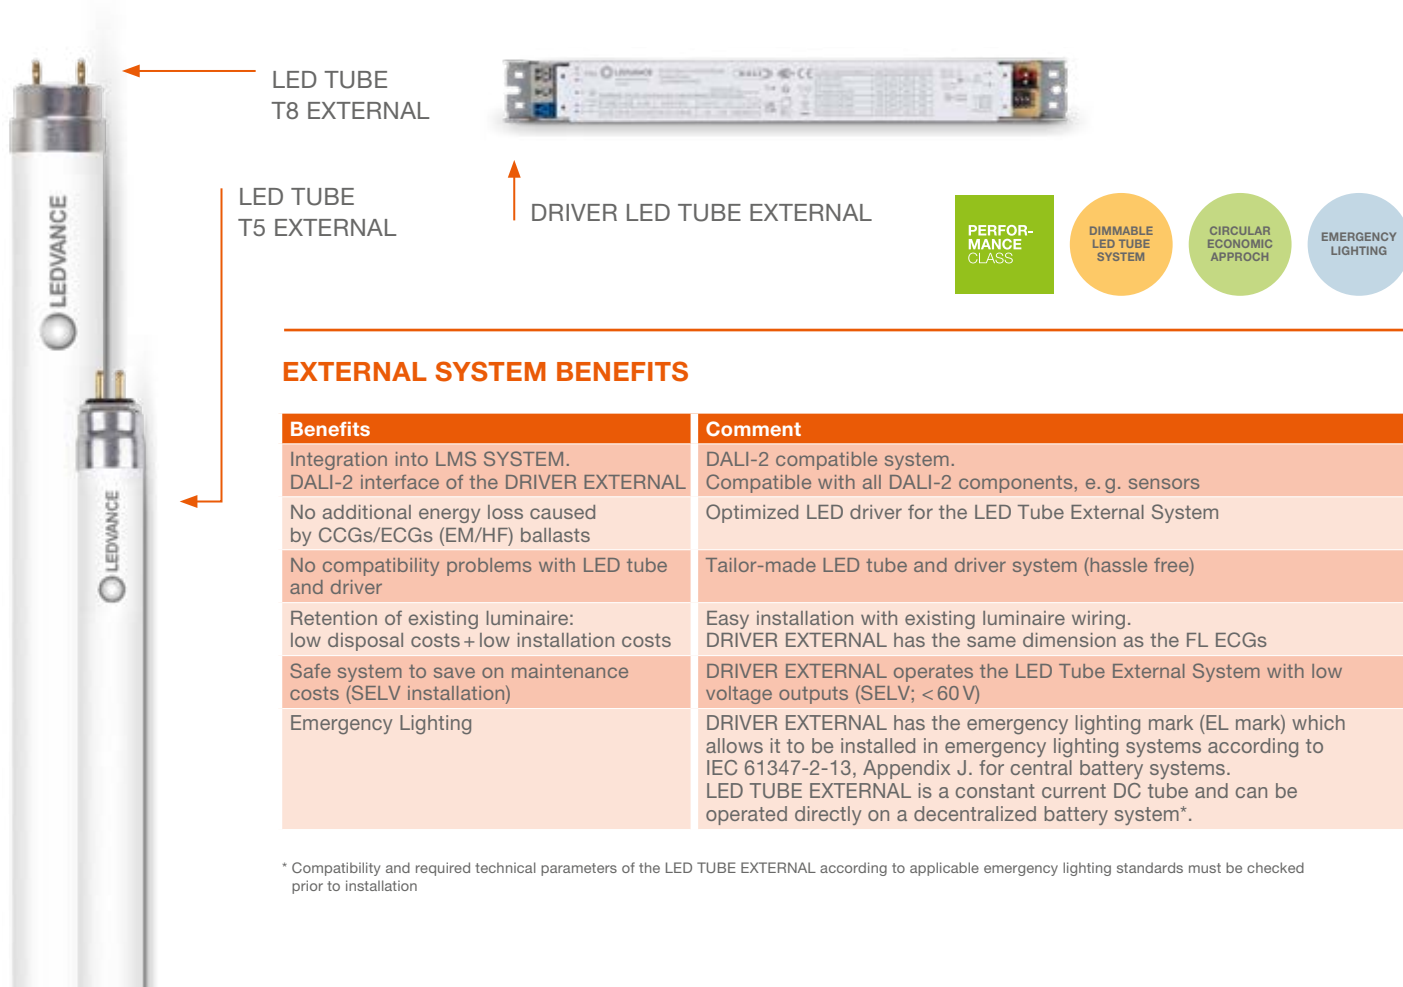 LED TUBE
T8 EXTERNAL
LEDVANCE
DALI
LED TUBE
T5 EXTERNAL
DRIVER LED TUBE EXTERNAL
PERFOR-
MANCE
CLASS
DIMMABLE
LED TUBE
SYSTEM
CIRCULAR
ECONOMIC
APPROCH
EMERGENCY
LIGHTING
LEDVANCE
LEDVANCE
EXTERNAL SYSTEM BENEFITS
Benefits
Comment
Integration into LMS SYSTEM.
DALI-2 interface of the DRIVER EXTERNAL
DALI-2 compatible system.
Compatible with all DALI-2 components, e. g. sensors
No additional energy loss caused
by CCGs/ECGs (EM/HF) ballasts
Optimized LED driver for the LED Tube External System
No compatibility problems with LED tube
and driver
Tailor-made LED tube and driver system (hassle free)
Retention of existing luminaire:
low disposal costs + low installation costs
Easy installation with existing luminaire wiring.
DRIVER EXTERNAL has the same dimension as the FL ECGs
Safe system to save on maintenance
costs (SELV installation)
DRIVER EXTERNAL operates the LED Tube External System with low
voltage outputs (SELV; < 60 V)
Emergency Lighting
DRIVER EXTERNAL has the emergency lighting mark (EL mark) which
allows it to be installed in emergency lighting systems according to
IEC 61347-2-13, Appendix J. for central battery systems.
LED TUBE EXTERNAL is a constant current DC tube and can be
operated directly on a decentralized battery system*.
* Compatibility and required technical parameters of the LED TUBE EXTERNAL according to applicable emergency lighting standards must be checked
prior to installation